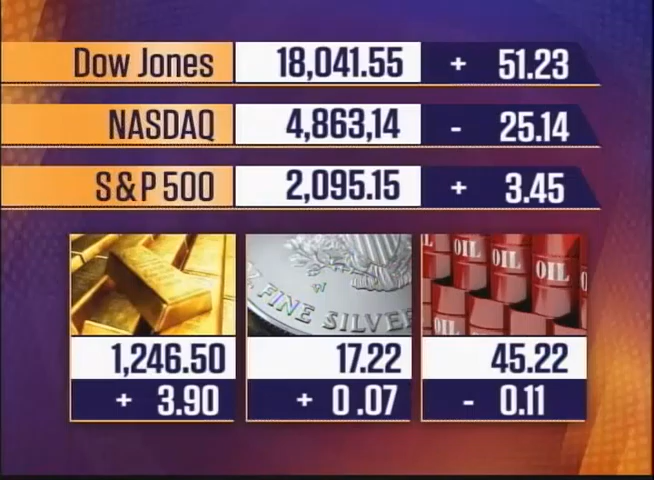 Dow Jones 18,041.55 + 51.23
NASDAQ 4,863,14 - 25.14
S&P 500 2,095.15 + 3.45
FINE SILVER
OIL OIL OIL
OIL
1,246.50 17.22 45.22
+ 3.90 + 0.07 - 0.11